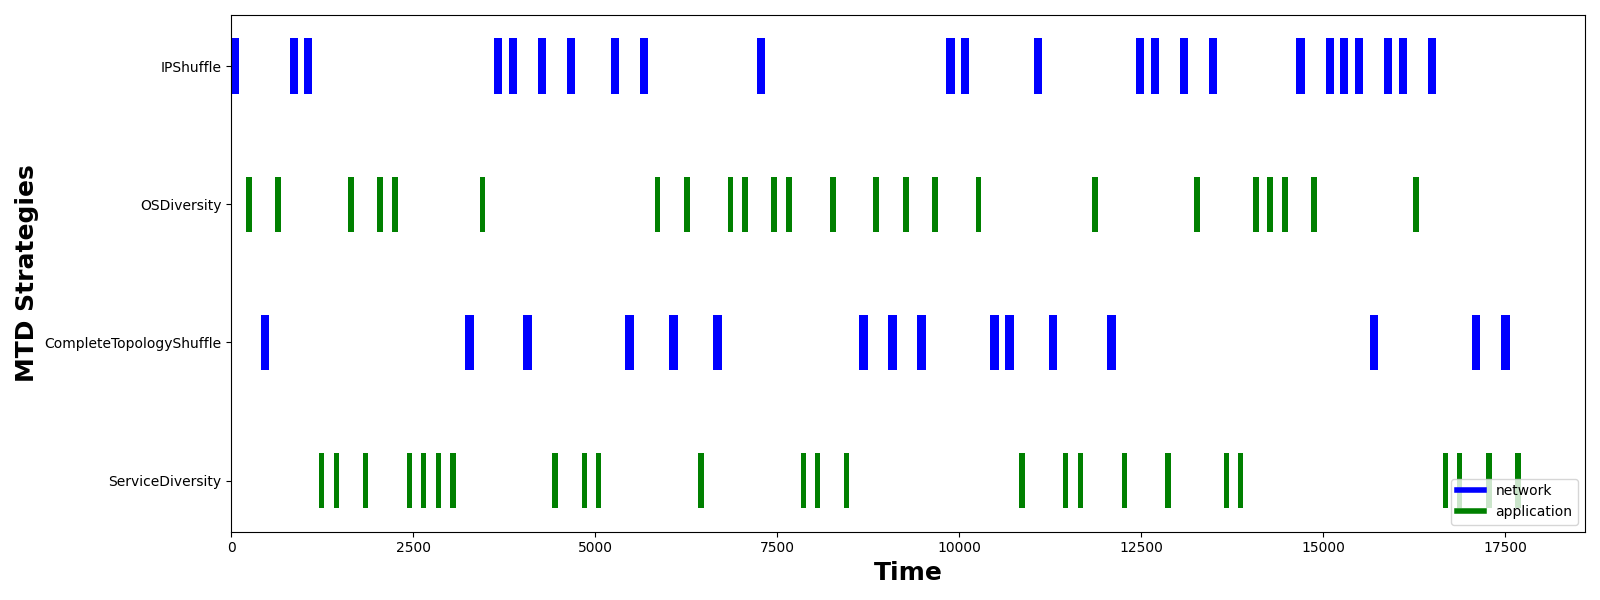 MTD Strategies
IPShuffle
OSDiversity
CompleteTopologyShuffle
ServiceDiversity
network
application
0 2500 5000 7500 10000 12500 15000 17500
Time